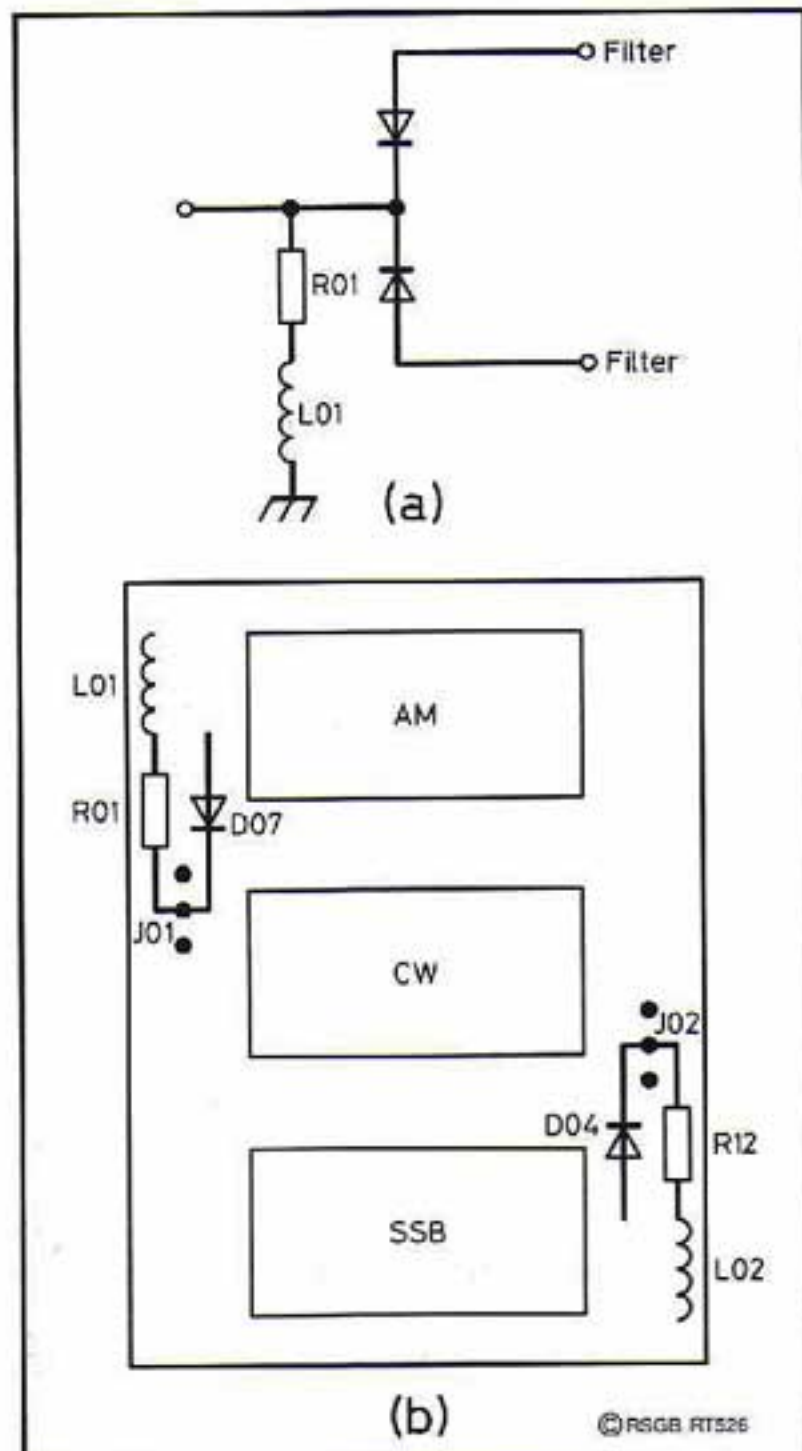 Filter
R01
Filter
L01
(a)
L01
AM
R01
D07
J01
CW
J02
D04
R12
SSB
L02
(b)
©RSGB RT526